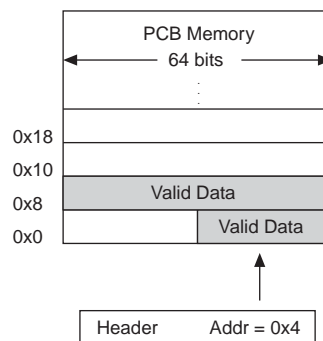 PCB Memory
64 bits
0x18
0x10
Valid Data
0x8
Valid Data
0x0
Header Addr = 0x4